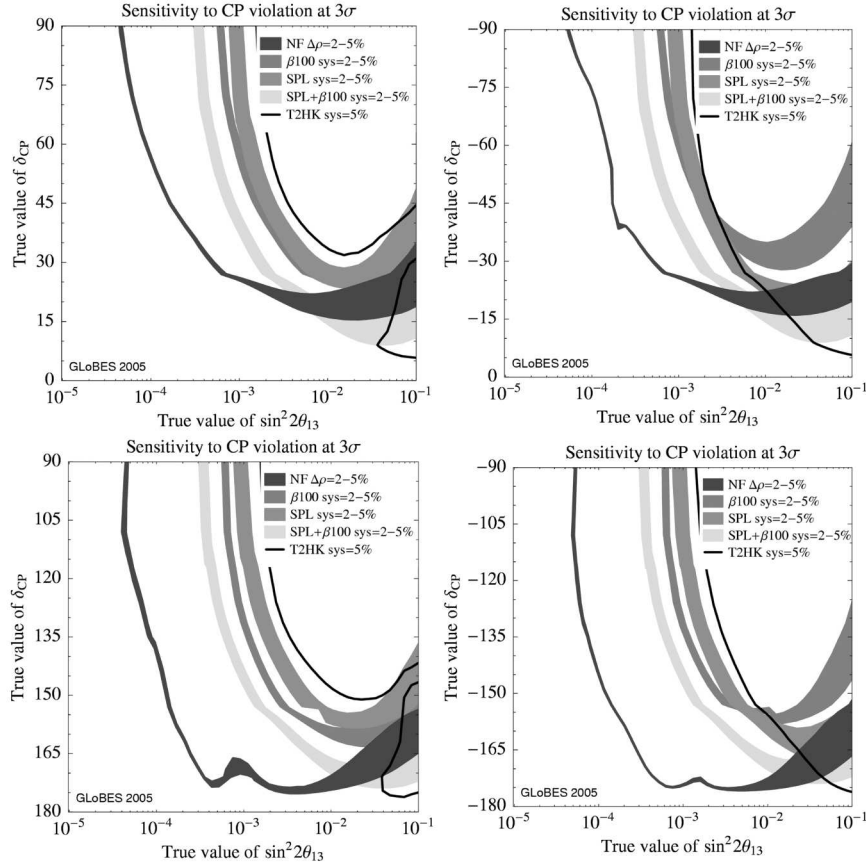 Sensitivity to CP violation at 3σ
True value of δCP
90
75
60
45
30
15
0
NF Δρ=2−5%
β100 sys=2−5%
SPL sys=2−5%
SPL+β100 sys=2−5%
T2HK sys=5%
GLoBES 2005
10−5
10−4
10−3
10−2
10−1
True value of sin²2θ13
Sensitivity to CP violation at 3σ
True value of δCP
−90
−75
−60
−45
−30
−15
−0
NF Δρ=2−5%
β100 sys=2−5%
SPL sys=2−5%
SPL+β100 sys=2−5%
T2HK sys=5%
GLoBES 2005
10−5
10−4
10−3
10−2
10−1
True value of sin²2θ13
Sensitivity to CP violation at 3σ
True value of δCP
90
105
120
135
150
165
180
NF Δρ=2−5%
β100 sys=2−5%
SPL sys=2−5%
SPL+β100 sys=2−5%
T2HK sys=5%
GLoBES 2005
10−5
10−4
10−3
10−2
10−1
True value of sin²2θ13
Sensitivity to CP violation at 3σ
True value of δCP
−90
−105
−120
−135
−150
−165
−180
NF Δρ=2−5%
β100 sys=2−5%
SPL sys=2−5%
SPL+β100 sys=2−5%
T2HK sys=5%
GLoBES 2005
10−5
10−4
10−3
10−2
10−1
True value of sin²2θ13